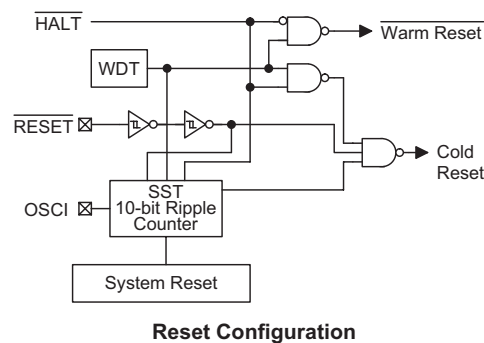 HALT
Warm Reset
WDT
RESET
Cold
Reset
SST
10-bit Ripple
Counter
OSCI
System Reset
Reset Configuration